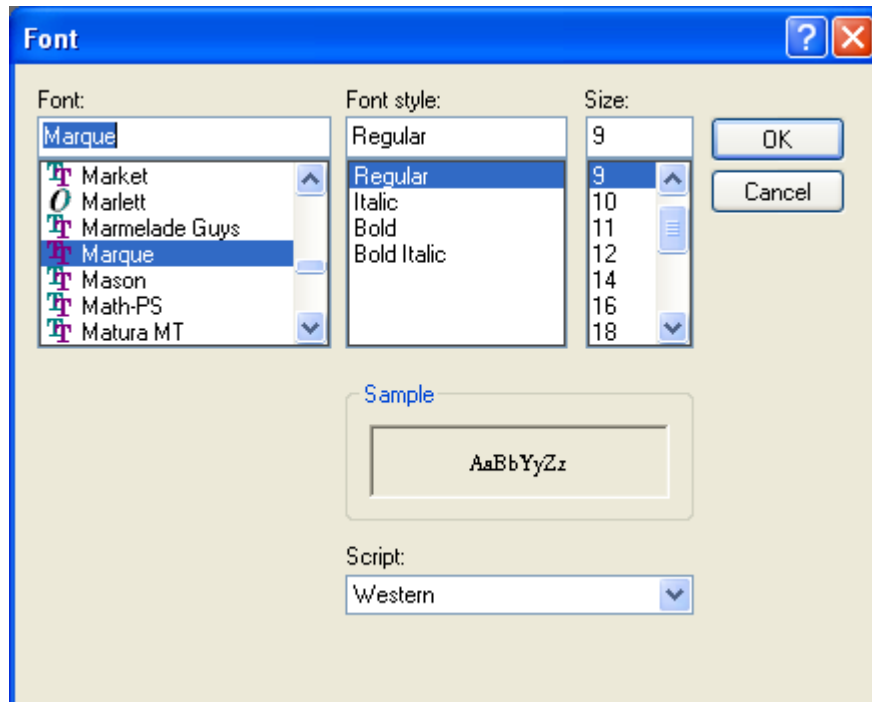 Font
Font:
Marque
Market
Marlett
Marmelade Guys
Marque
Mason
Math-PS
Matura MT
Font style:
Regular
Regular
Italic
Bold
Bold Italic
Size:
9
9
10
11
12
14
16
18
OK
Cancel
Sample
AaBbYyZz
Script:
Western